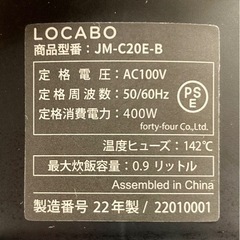 LOCABO
商品型番：JM-C20E-B
定格電圧：AC100V
定格周波数：50/60Hz
定格消費電力：400W
PS
E
forty-four Co.,Ltd.
温度ヒューズ：142℃
最大炊飯容量：0.9 リットル
Assembled in China
製造番号 22年製 / 22010001